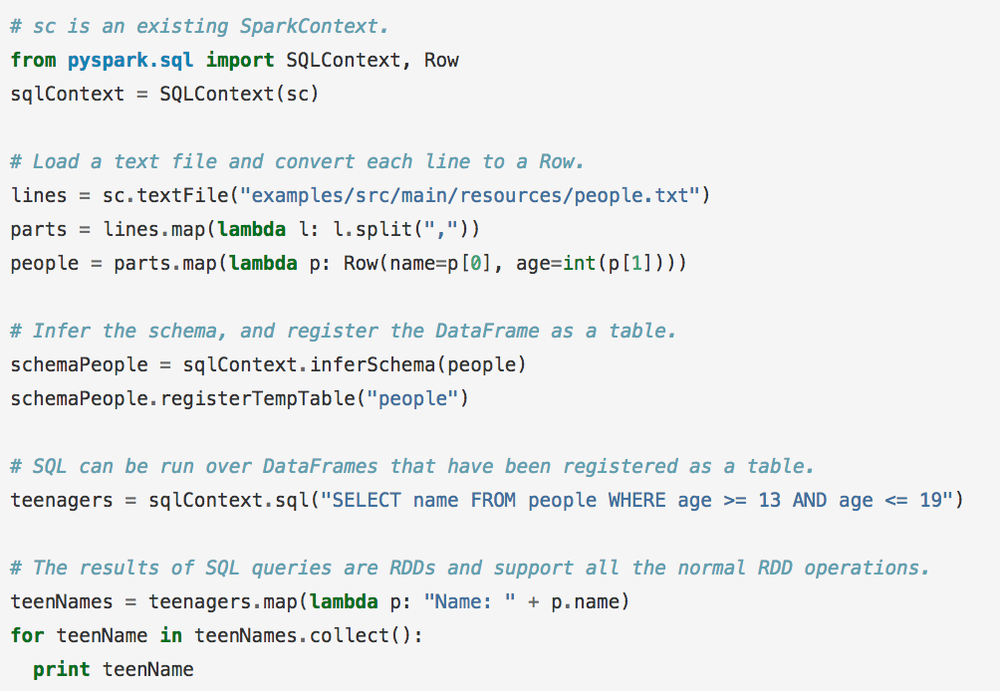 # sc is an existing SparkContext.
from pyspark.sql import SQLContext, Row
sqlContext = SQLContext(sc)

# Load a text file and convert each line to a Row.
lines = sc.textFile("examples/src/main/resources/people.txt")
parts = lines.map(lambda l: l.split(","))
people = parts.map(lambda p: Row(name=p[0], age=int(p[1])))

# Infer the schema, and register the DataFrame as a table.
schemaPeople = sqlContext.inferSchema(people)
schemaPeople.registerTempTable("people")

# SQL can be run over DataFrames that have been registered as a table.
teenagers = sqlContext.sql("SELECT name FROM people WHERE age >= 13 AND age <= 19")

# The results of SQL queries are RDDs and support all the normal RDD operations.
teenNames = teenagers.map(lambda p: "Name: " + p.name)
for teenName in teenNames.collect():
  print teenName